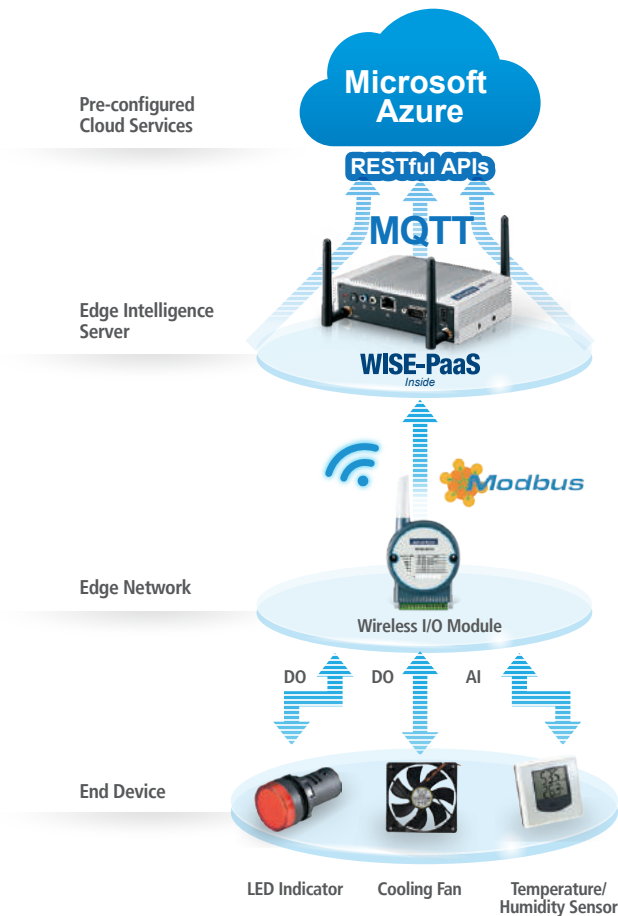 Microsoft
Azure
Pre-configured
Cloud Services
RESTful APIs
MQTT
Edge Intelligence
Server
WISE-PaaS
Inside
Modbus
Edge Network
Wireless I/O Module
DO
DO
AI
End Device
LED Indicator
Cooling Fan
Temperature/
Humidity Sensor